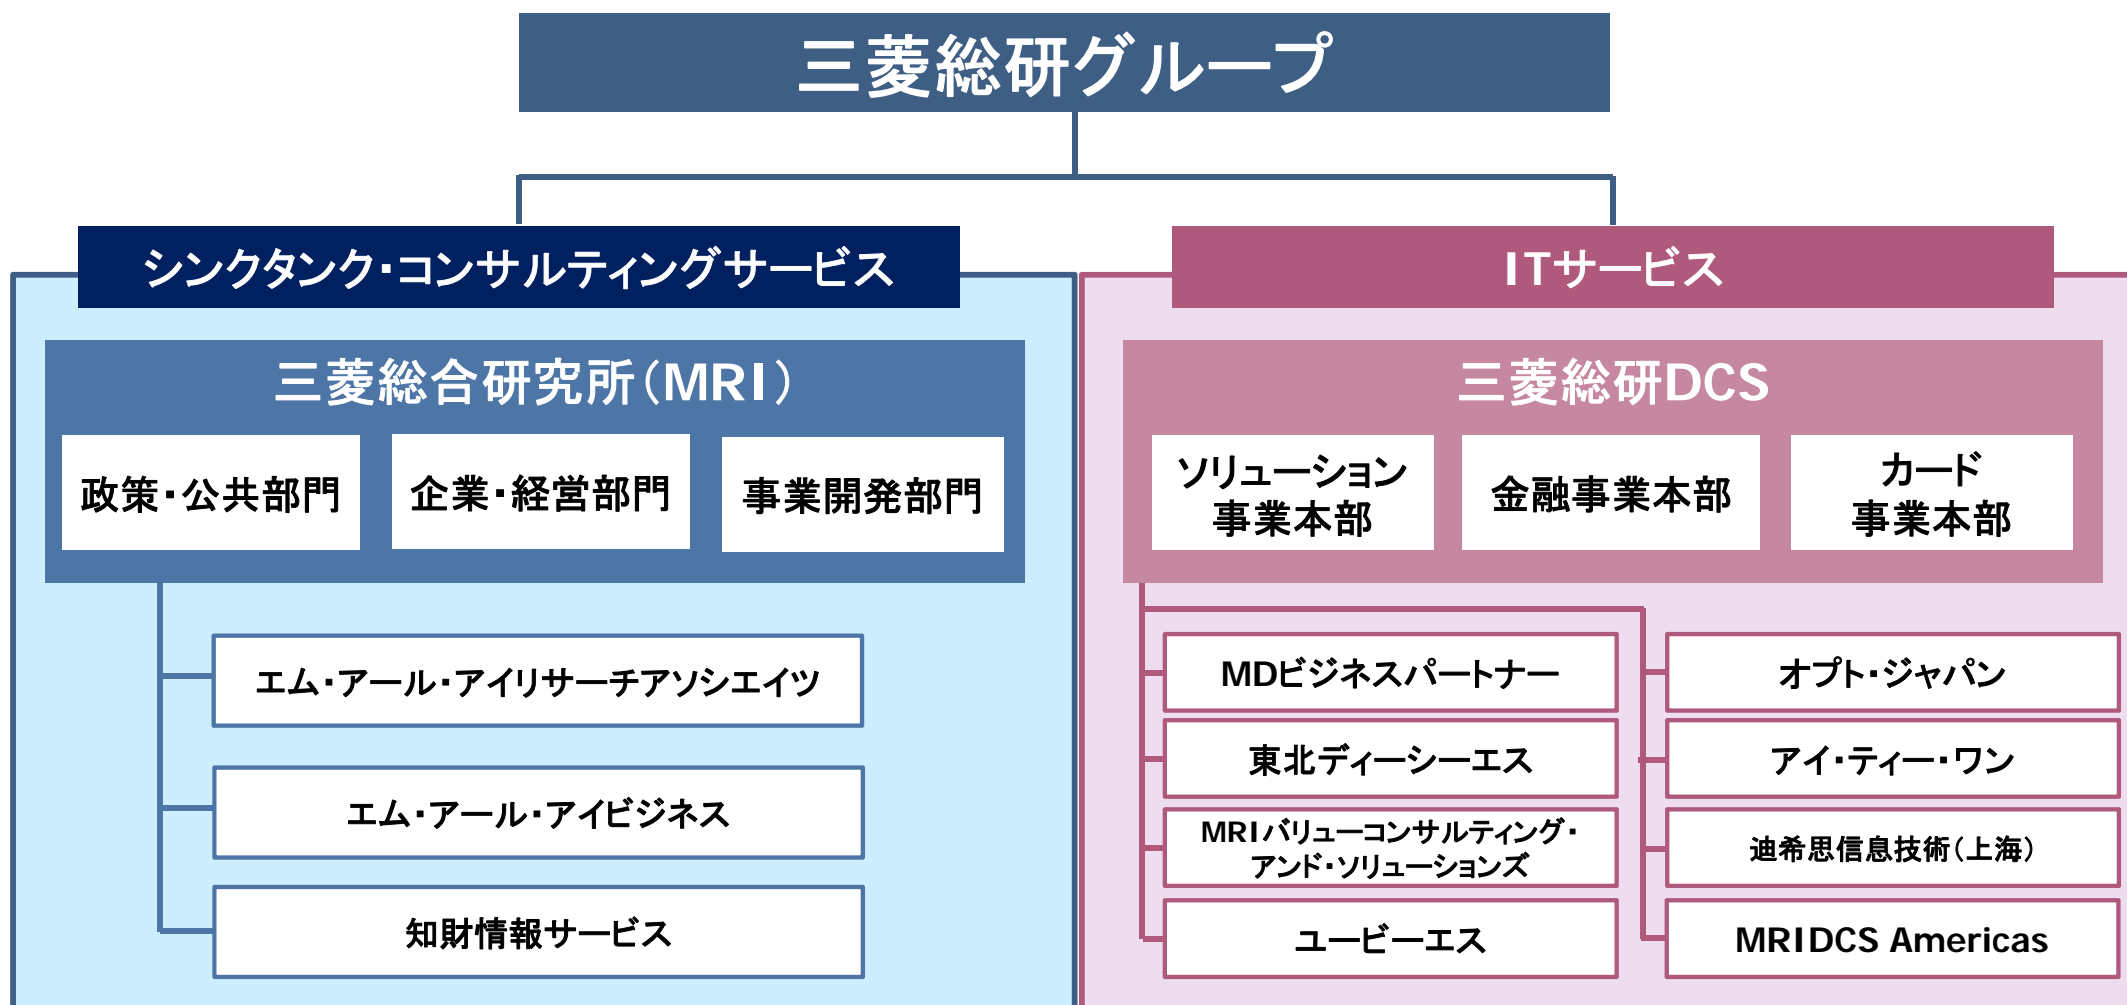 三菱総研グループ
シンクタンク・コンサルティングサービス
三菱総合研究所（MRI）
政策・公共部門
企業・経営部門
事業開発部門
エム・アール・アイリサーチアソシエイツ
エム・アール・アイビジネス
知財情報サービス
ITサービス
三菱総研DCS
ソリューション
事業本部
金融事業本部
カード
事業本部
MDビジネスパートナー
東北ディーシーエス
MRIバリューコンサルティング・
アンド・ソリューションズ
ユービーエス
オプト・ジャパン
アイ・ティー・ワン
迪希思信息技術（上海）
MRIDCS Americas